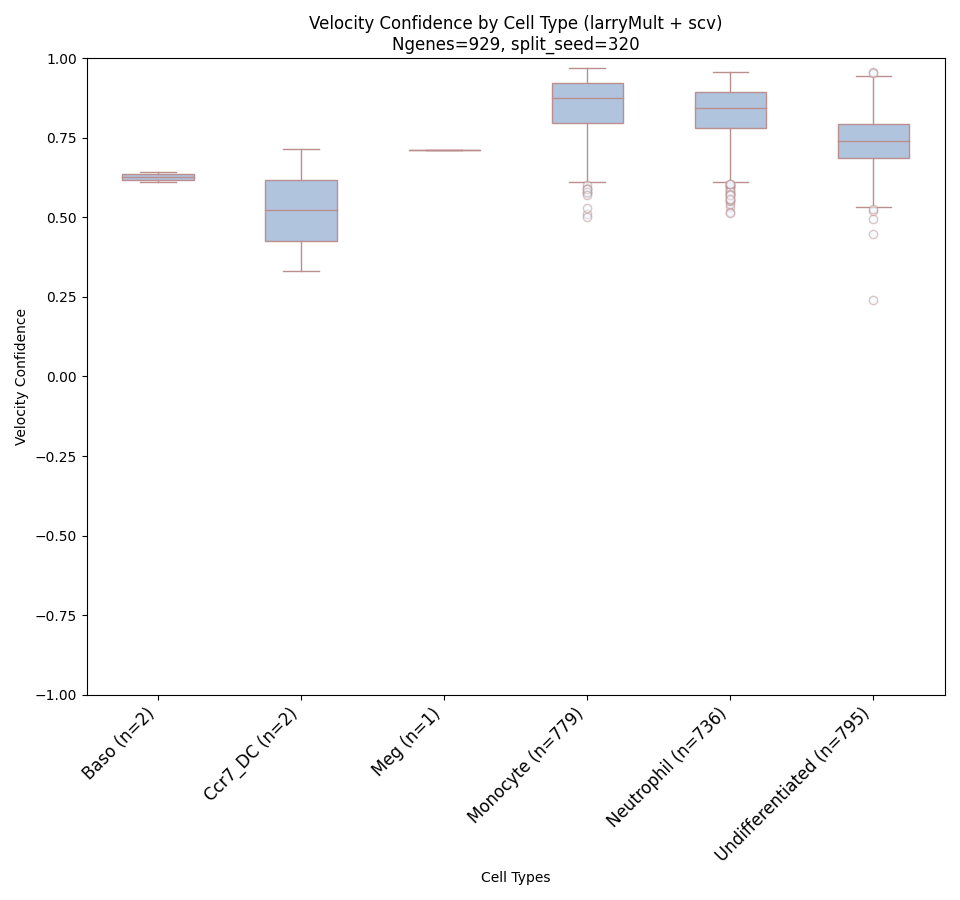 Velocity Confidence by Cell Type (larryMult + scv)
Ngenes=929, split_seed=320
1.00
0.75
0.50
0.25
0.00
−0.25
−0.50
−0.75
−1.00
Velocity Confidence
Baso (n=2)
Ccr7_DC (n=2)
Meg (n=1)
Monocyte (n=779)
Neutrophil (n=736)
Undifferentiated (n=795)
Cell Types